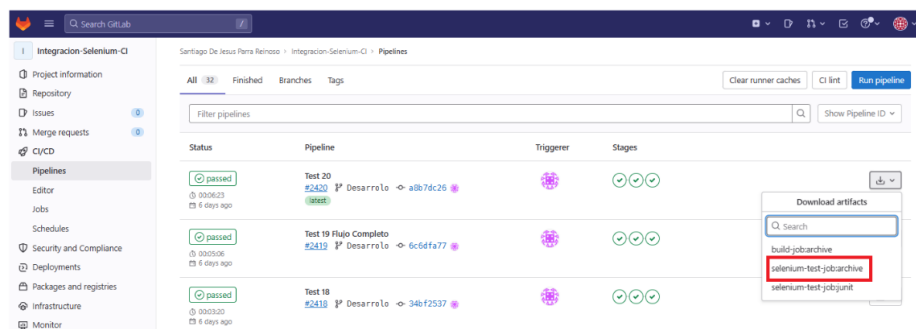 Search GitLab /
I Integracion-Selenium-CI
Santiago De Jesus Parra Reinoso > Integracion-Selenium-CI > Pipelines
Project information
Repository
Issues 0
Merge requests 0
CI/CD
Pipelines
Editor
Jobs
Schedules
Security and Compliance
Deployments
Packages and registries
Infrastructure
Monitor
All 32 Finished Branches Tags
Clear runner caches CI lint Run pipeline
Filter pipelines
Show Pipeline ID
Status Pipeline Triggerer Stages
passed
00:06:23
6 days ago
Test 20
#2420 Desarrolo a8b7dc26
latest
passed
00:05:06
6 days ago
Test 19 Flujo Completo
#2419 Desarrolo 6c6dfa77
passed
00:03:20
6 days ago
Test 18
#2418 Desarrolo 34bf2537
Download artifacts
Search
build-job:archive
selenium-test-job:archive
selenium-test-job:junit